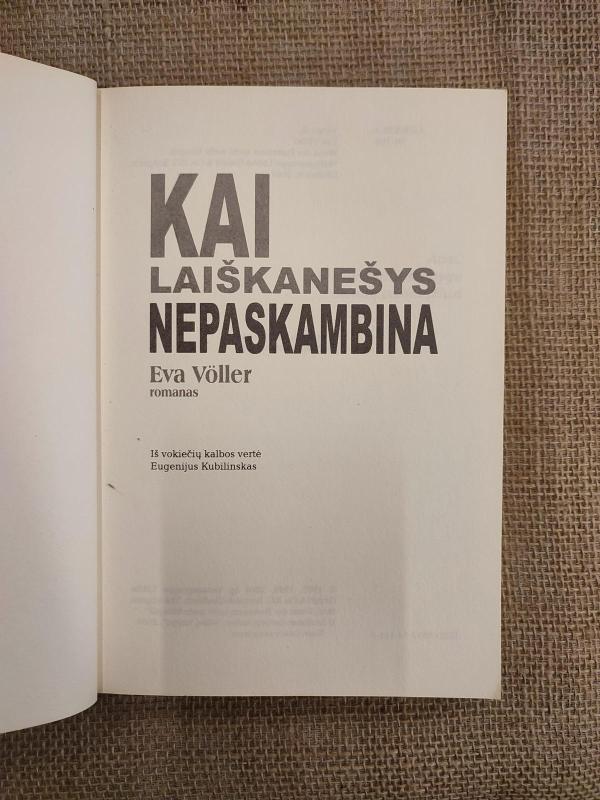 KAI
LAIŠKANEŠYS
NEPASKAMBINA
Eva Völler
romanas
Iš vokiečių kalbos vertė
Eugenijus Kubilinskas